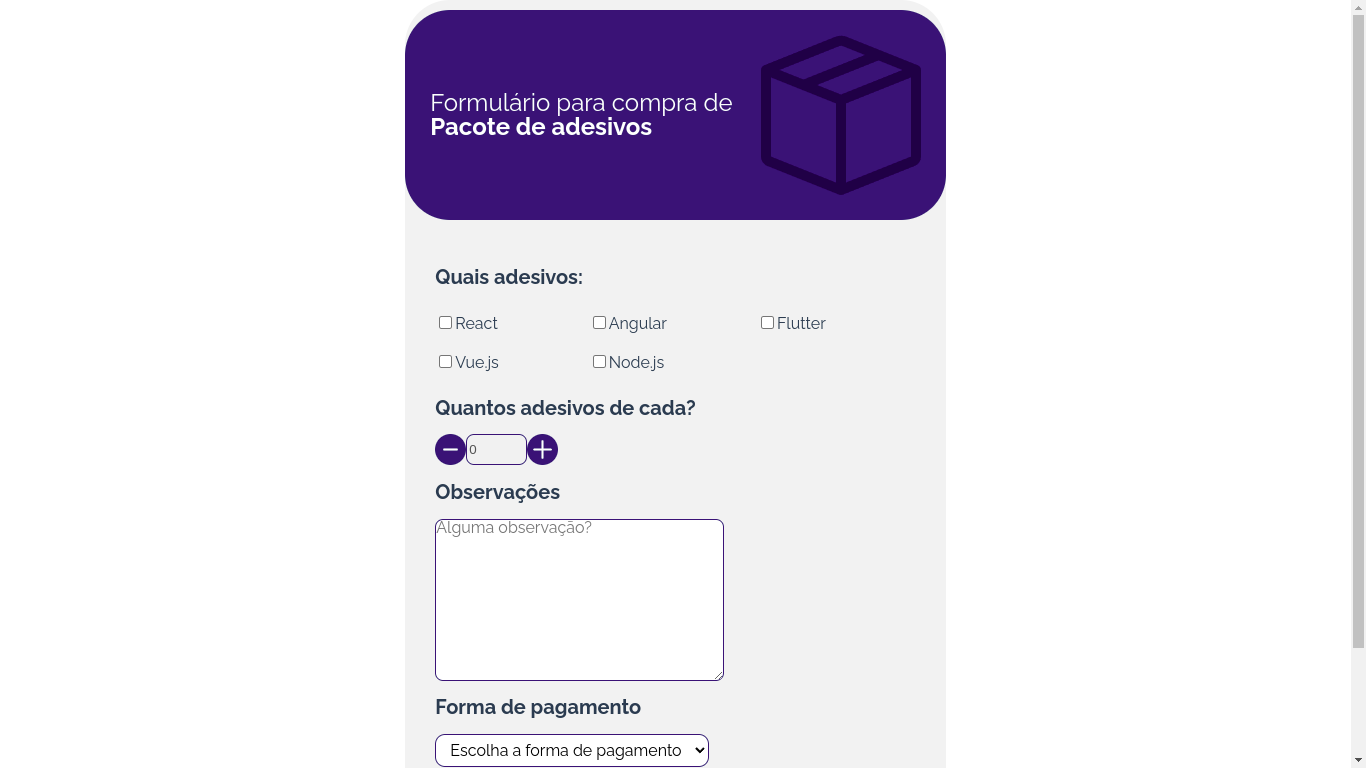 Formulário para compra de
Pacote de adesivos
Quais adesivos:
React Angular Flutter
Vue.js Node.js
Quantos adesivos de cada?
0
Observações
Alguma observação?
Forma de pagamento
Escolha a forma de pagamento